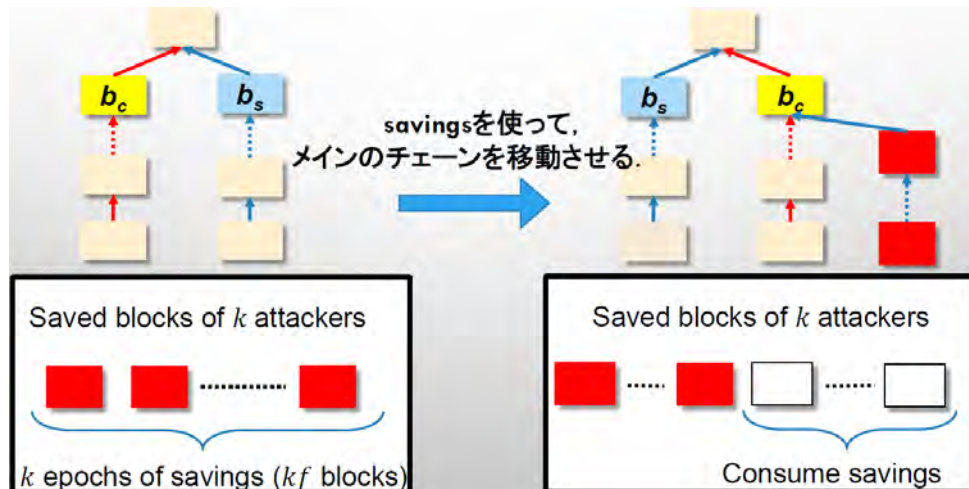 b_c
b_s
b_s
b_c
savingsを使って,
メインのチェーンを移動させる.
Saved blocks of k attackers
k epochs of savings (kf blocks)
Saved blocks of k attackers
Consume savings